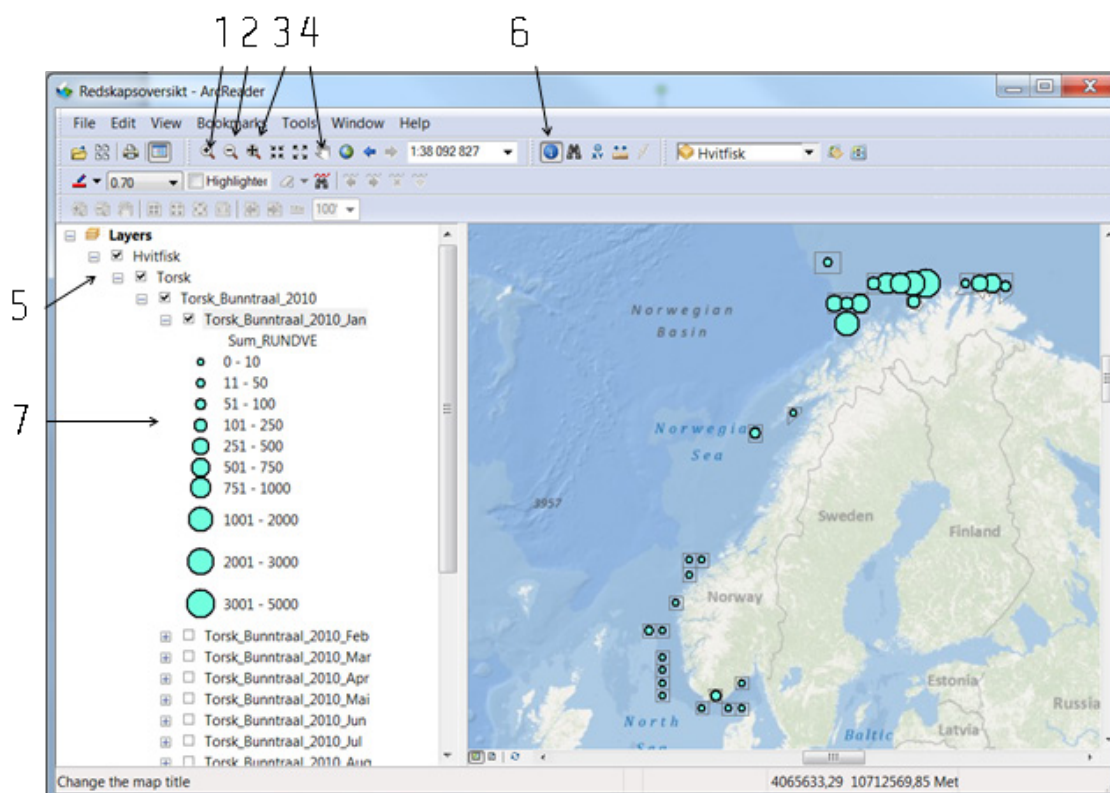 1 2 3 4 6
Redskapsoversikt - ArcReader
File Edit View Bookmarks Tools Window Help
1:38 092 827 Hvitfisk
0.70 Highlighter
100'
Layers
Hvitfisk
Torsk
5
Torsk_Bunntraal_2010
Torsk_Bunntraal_2010_Jan
Sum_RUNDVE
0 - 10
11 - 50
51 - 100
7
101 - 250
251 - 500
501 - 750
751 - 1000
1001 - 2000
2001 - 3000
3001 - 5000
Torsk_Bunntraal_2010_Feb
Torsk_Bunntraal_2010_Mar
Torsk_Bunntraal_2010_Apr
Torsk_Bunntraal_2010_Mai
Torsk_Bunntraal_2010_Jun
Torsk_Bunntraal_2010_Jul
Torsk_Bunntraal_2010_Aug
Norwegian
Basin
Norwegian
Sea
3957
Sweden
Finland
Norway
Estonia
Russia
North
Sea
Baltic
Latvia
Change the map title 4065633,29 10712569,85 Met